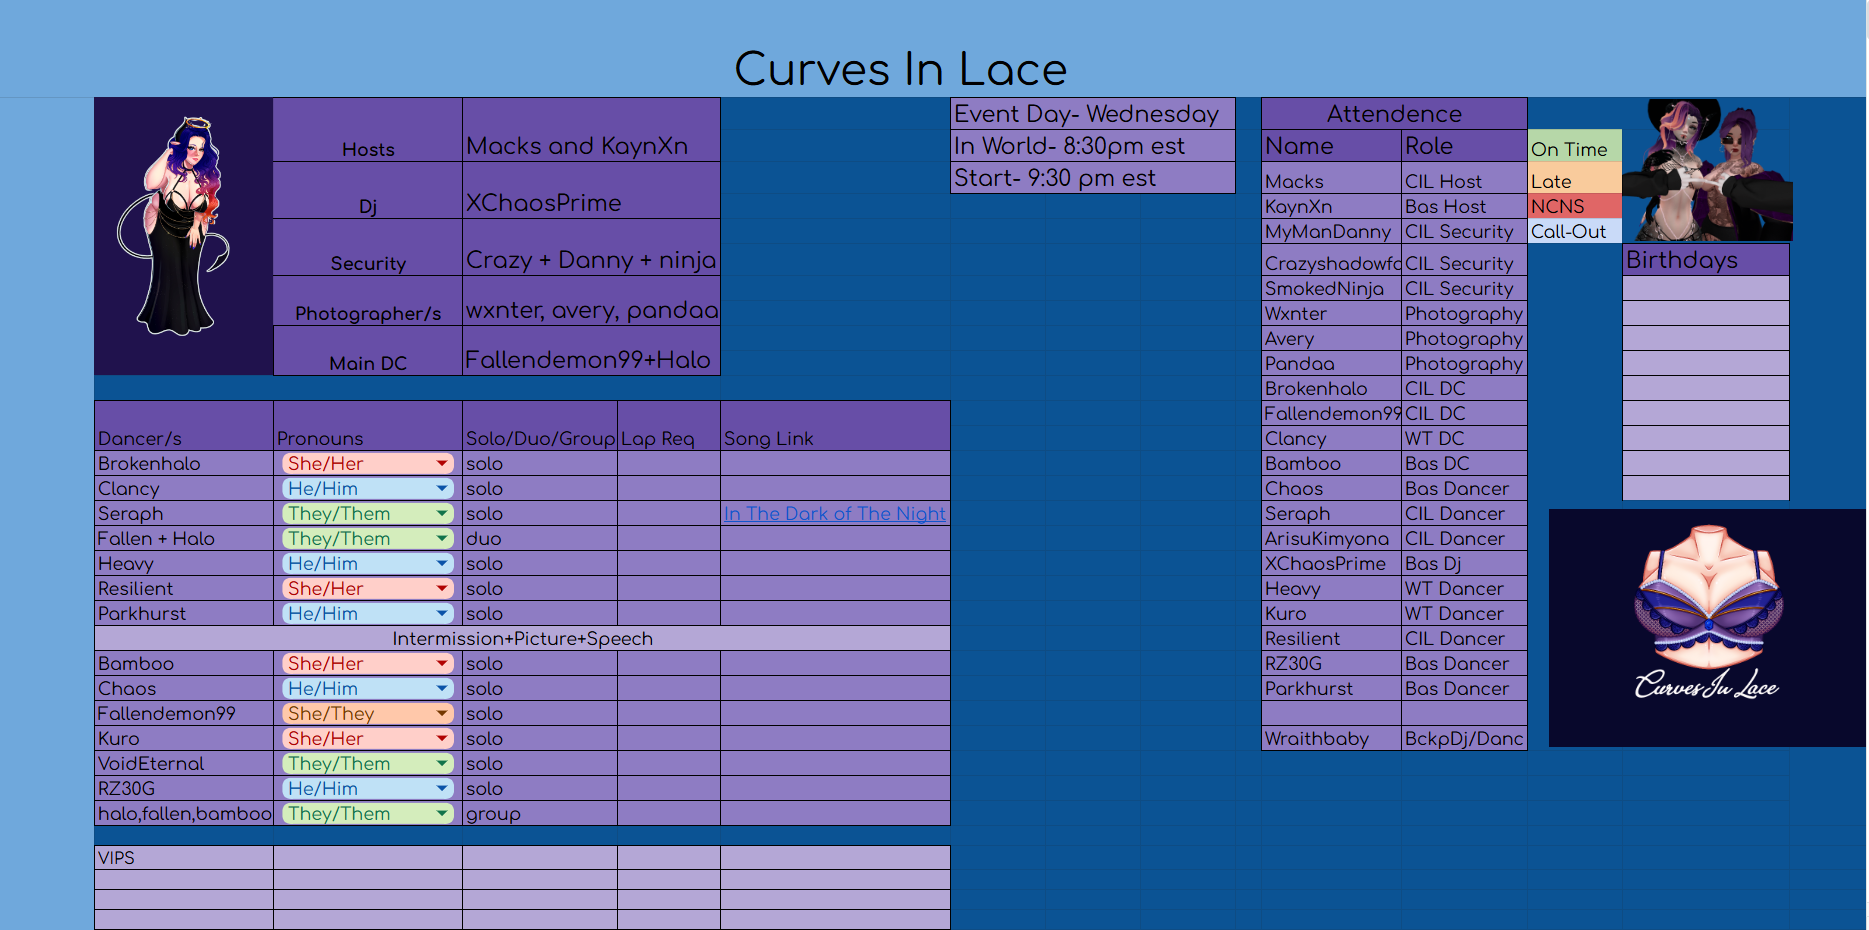 Curves In Lace
Hosts Macks and KaynXn
Dj XChaosPrime
Security Crazy + Danny + ninja
Photographer/s wxnter, avery, pandaa
Main DC Fallendemon99+Halo
Event Day- Wednesday
In World- 8:30pm est
Start- 9:30 pm est
Dancer/s Pronouns Solo/Duo/Group Lap Req Song Link
Brokenhalo She/Her solo
Clancy He/Him solo
Seraph They/Them solo In The Dark of The Night
Fallen + Halo They/Them duo
Heavy He/Him solo
Resilient She/Her solo
Parkhurst He/Him solo
Intermission+Picture+Speech
Bamboo She/Her solo
Chaos He/Him solo
Fallendemon99 She/They solo
Kuro She/Her solo
VoidEternal They/Them solo
RZ30G He/Him solo
halo,fallen,bamboo They/Them group
VIPS
Attendence
Name Role
Macks CIL Host
KaynXn Bas Host
MyManDanny CIL Security
Crazyshadowfo CIL Security
SmokedNinja CIL Security
Wxnter Photography
Avery Photography
Pandaa Photography
Brokenhalo CIL DC
Fallendemon99 CIL DC
Clancy WT DC
Bamboo Bas DC
Chaos Bas Dancer
Seraph CIL Dancer
ArisuKimyona CIL Dancer
XChaosPrime Bas Dj
Heavy WT Dancer
Kuro WT Dancer
Resilient CIL Dancer
RZ30G Bas Dancer
Parkhurst Bas Dancer
Wraithbaby BckpDj/Danc
On Time
Late
NCNS
Call-Out
Birthdays
Curves In Lace